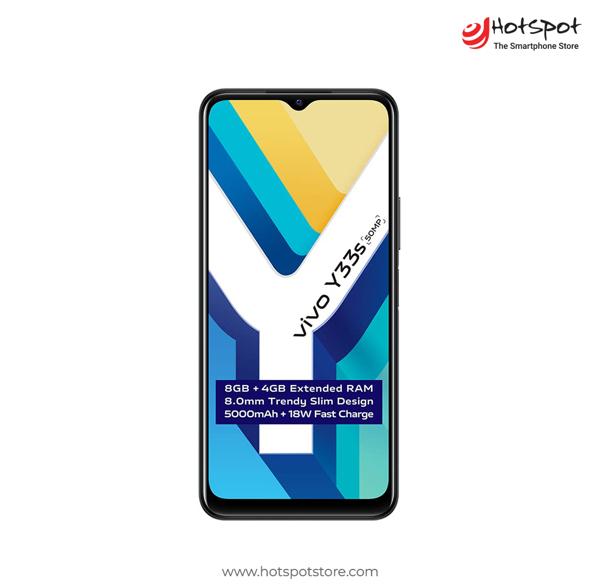 HOTSPOT
The Smartphone Store
vivo Y33s [50MP]
8GB + 4GB Extended RAM
8.0mm Trendy Slim Design
5000mAh + 18W Fast Charge
www.hotspotstore.com